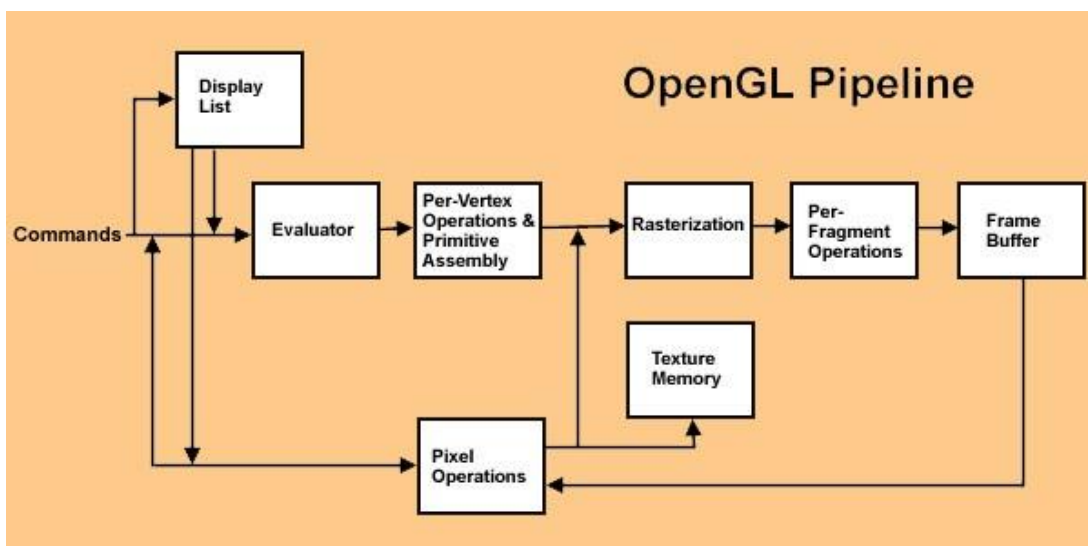 OpenGL Pipeline
Display
List
Commands
Evaluator
Per-Vertex
Operations &
Primitive
Assembly
Rasterization
Per-
Fragment
Operations
Frame
Buffer
Texture
Memory
Pixel
Operations